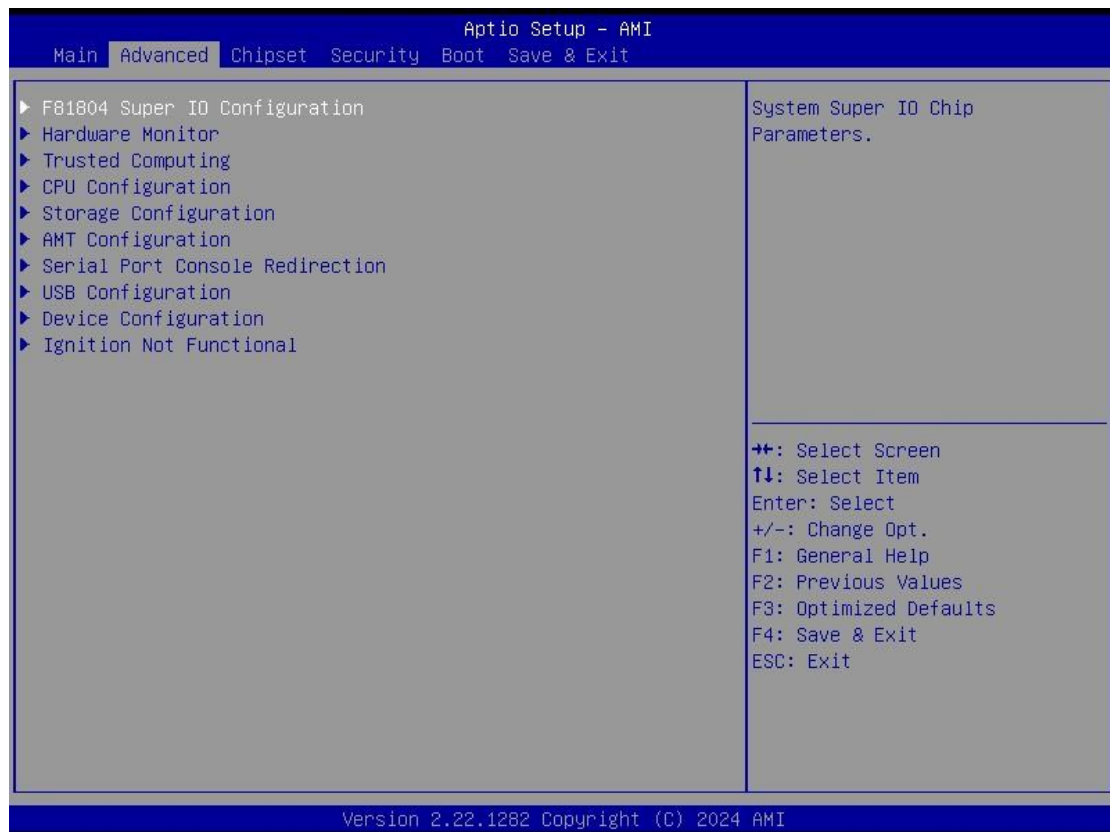 Aptio Setup - AMI
Main Advanced Chipset Security Boot Save & Exit
▶ F81804 Super IO Configuration
▶ Hardware Monitor
▶ Trusted Computing
▶ CPU Configuration
▶ Storage Configuration
▶ AMT Configuration
▶ Serial Port Console Redirection
▶ USB Configuration
▶ Device Configuration
▶ Ignition Not Functional
System Super IO Chip
Parameters.
→←: Select Screen
↑↓: Select Item
Enter: Select
+/-: Change Opt.
F1: General Help
F2: Previous Values
F3: Optimized Defaults
F4: Save & Exit
ESC: Exit
Version 2.22.1282 Copyright (C) 2024 AMI